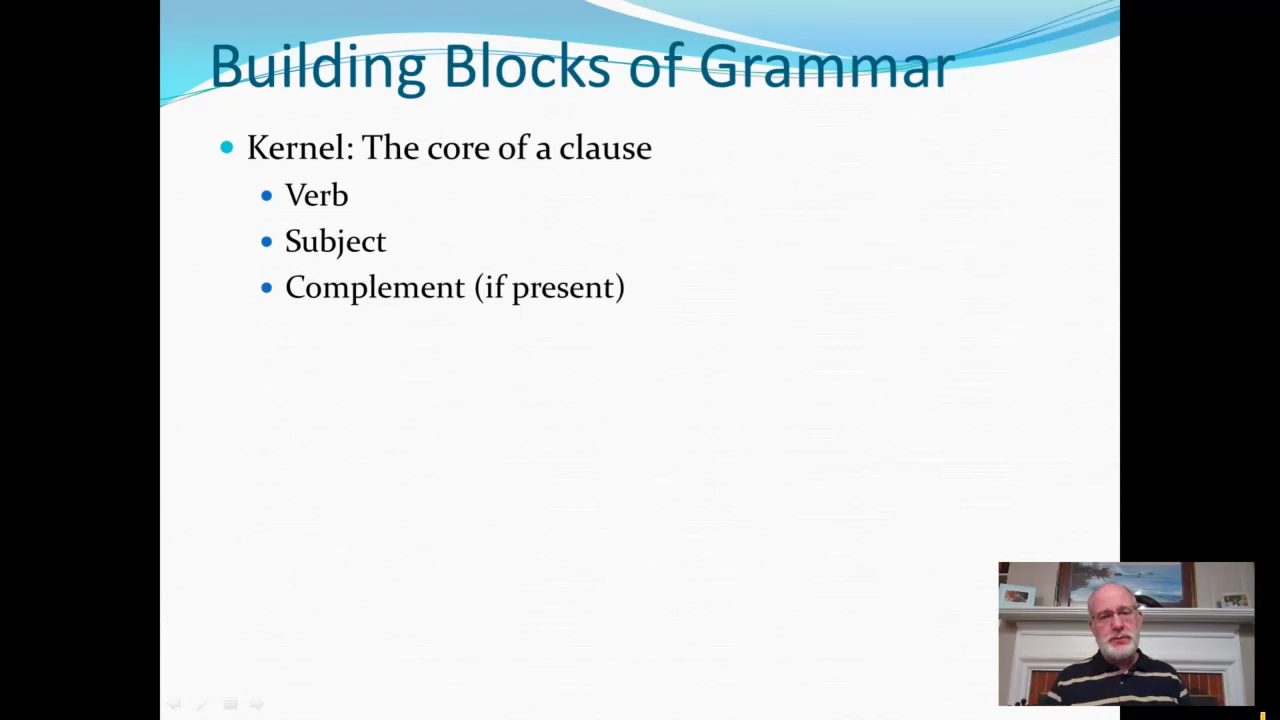 Building Blocks of Grammar
Kernel: The core of a clause
Verb
Subject
Complement (if present)